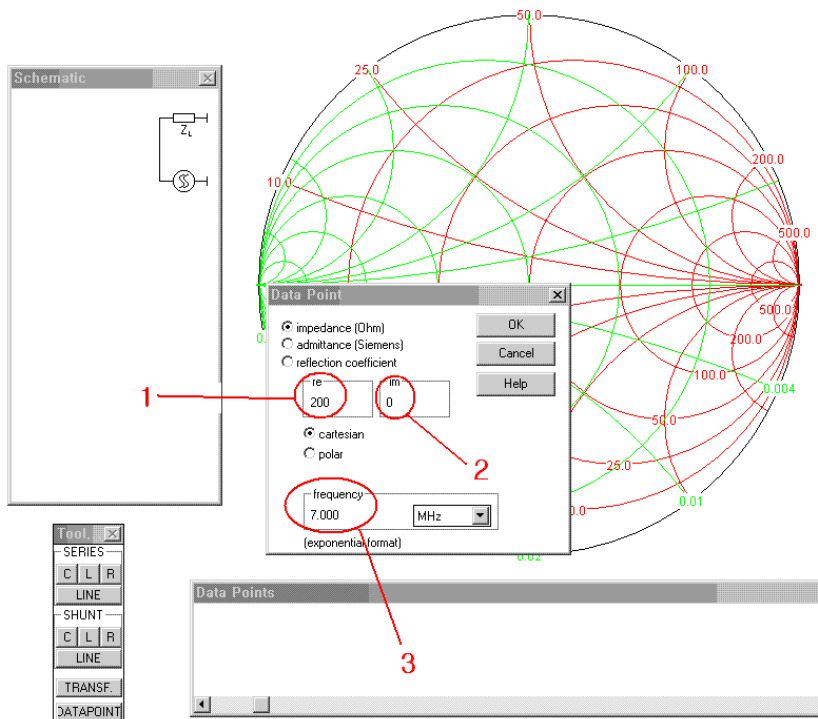 50.0
25.0
100.0
Schematic
Z
L
10.0
200.0
500.0
Data Point
impedance (Ohm)
OK
admittance (Siemens)
Cancel
reflection coefficient
Help
re
im
200
0
cartesian
polar
frequency
7.000
MHz
(exponential format)
1
2
3
500.0
200.0
100.0
0.004
50.0
25.0
0.01
0.02
Tool.
SERIES
C L R
LINE
SHUNT
C L R
LINE
TRANSF.
DATAPOINT
Data Points